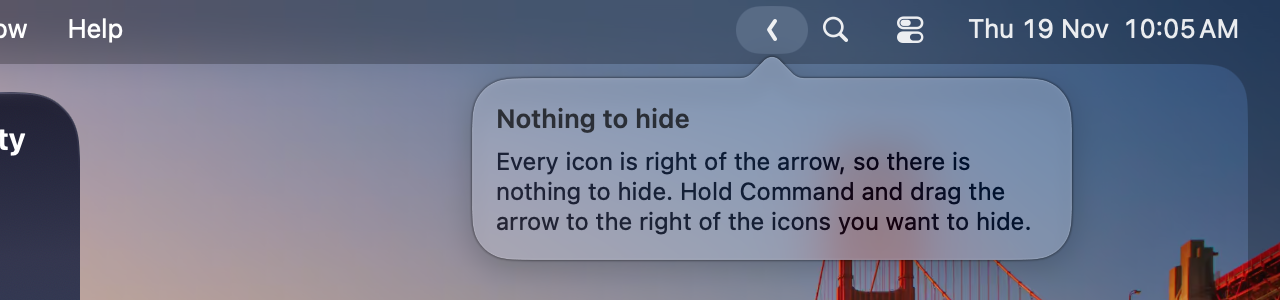 ow Help Thu 19 Nov 10:05 AM
ty
Nothing to hide
Every icon is right of the arrow, so there is
nothing to hide. Hold Command and drag the
arrow to the right of the icons you want to hide.